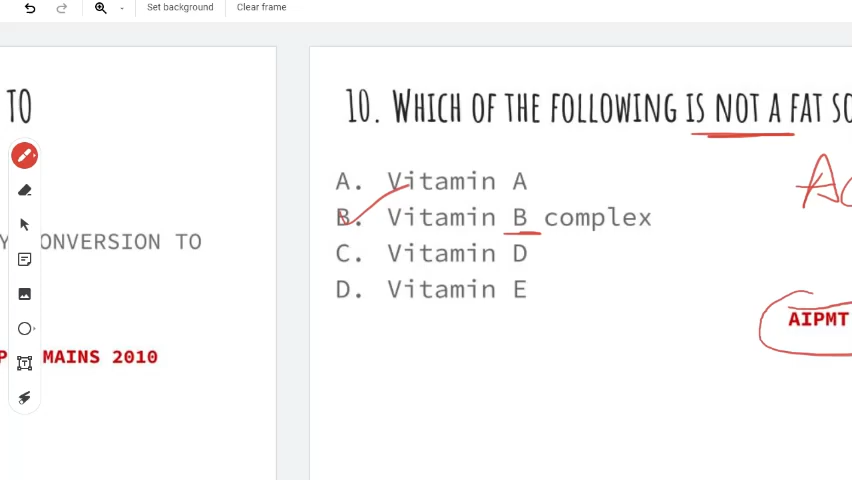 Set background Clear frame
TO
ONVERSION TO
MAINS 2010
10. WHICH OF THE FOLLOWING IS NOT A FAT SO
A. Vitamin A
B. Vitamin B complex
C. Vitamin D
D. Vitamin E
AIPMT